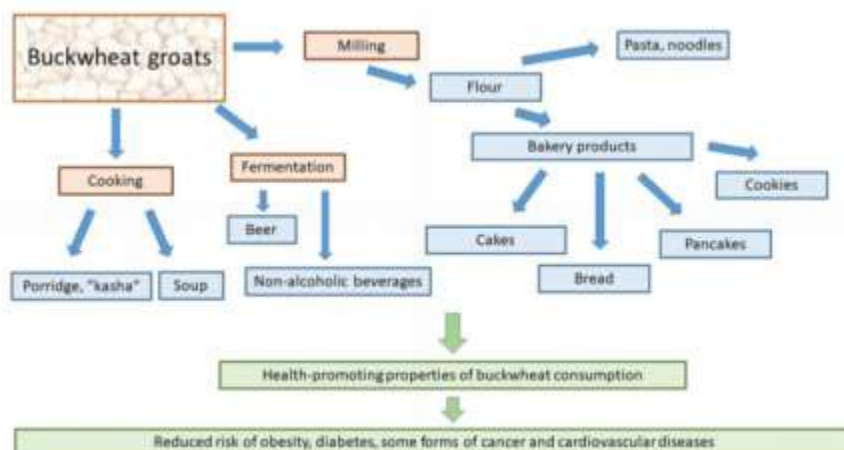 Buckwheat groats
Milling
Pasta, noodles
Flour
Bakery products
Cooking
Fermentation
Cookies
Beer
Cakes
Pancakes
Porridge, "kasha"
Soup
Non-alcoholic beverages
Bread
Health-promoting properties of buckwheat consumption
Reduced risk of obesity, diabetes, some forms of cancer and cardiovascular diseases